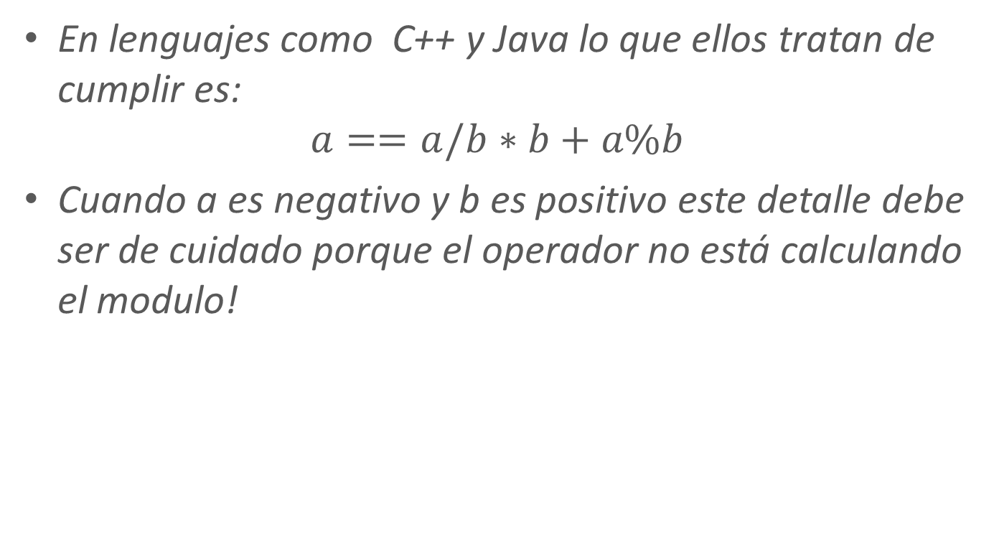 • En lenguajes como  C++ y Java lo que ellos tratan de
cumplir es:
a == a/b ∗ b + a%b
• Cuando a es negativo y b es positivo este detalle debe
ser de cuidado porque el operador no está calculando
el modulo!